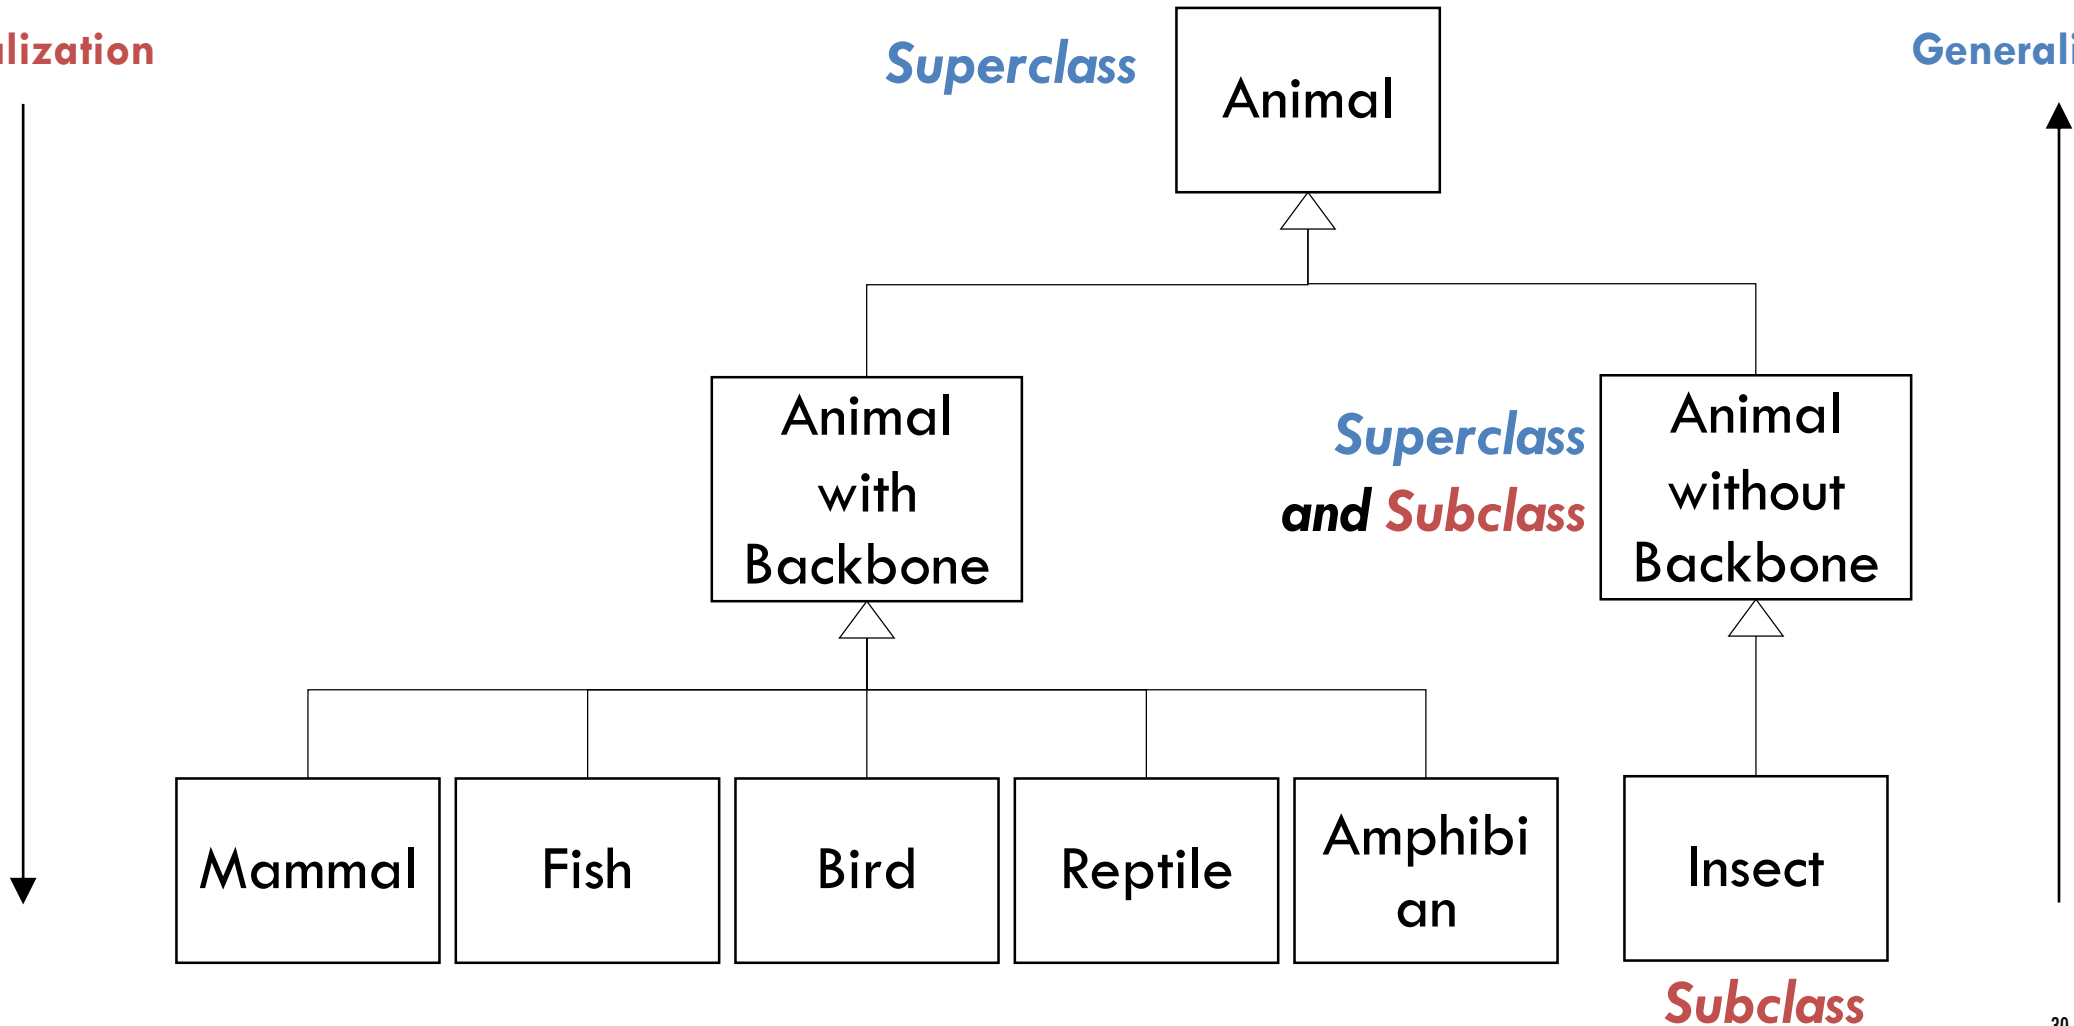 lization
Superclass
Animal
Generali
Animal
with
Backbone
Superclass
and Subclass
Animal
without
Backbone
Mammal
Fish
Bird
Reptile
Amphibi
an
Insect
Subclass